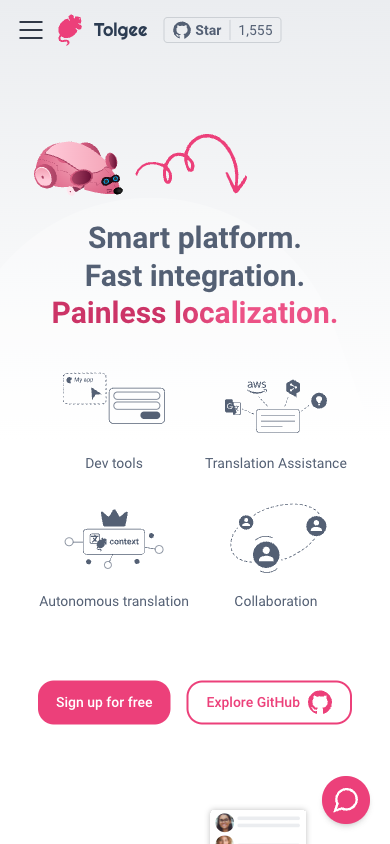 Tolgee
Star 1,555
Smart platform.
Fast integration.
Painless localization.
My app
aws
Dev tools
Translation Assistance
context
Autonomous translation
Collaboration
Sign up for free
Explore GitHub